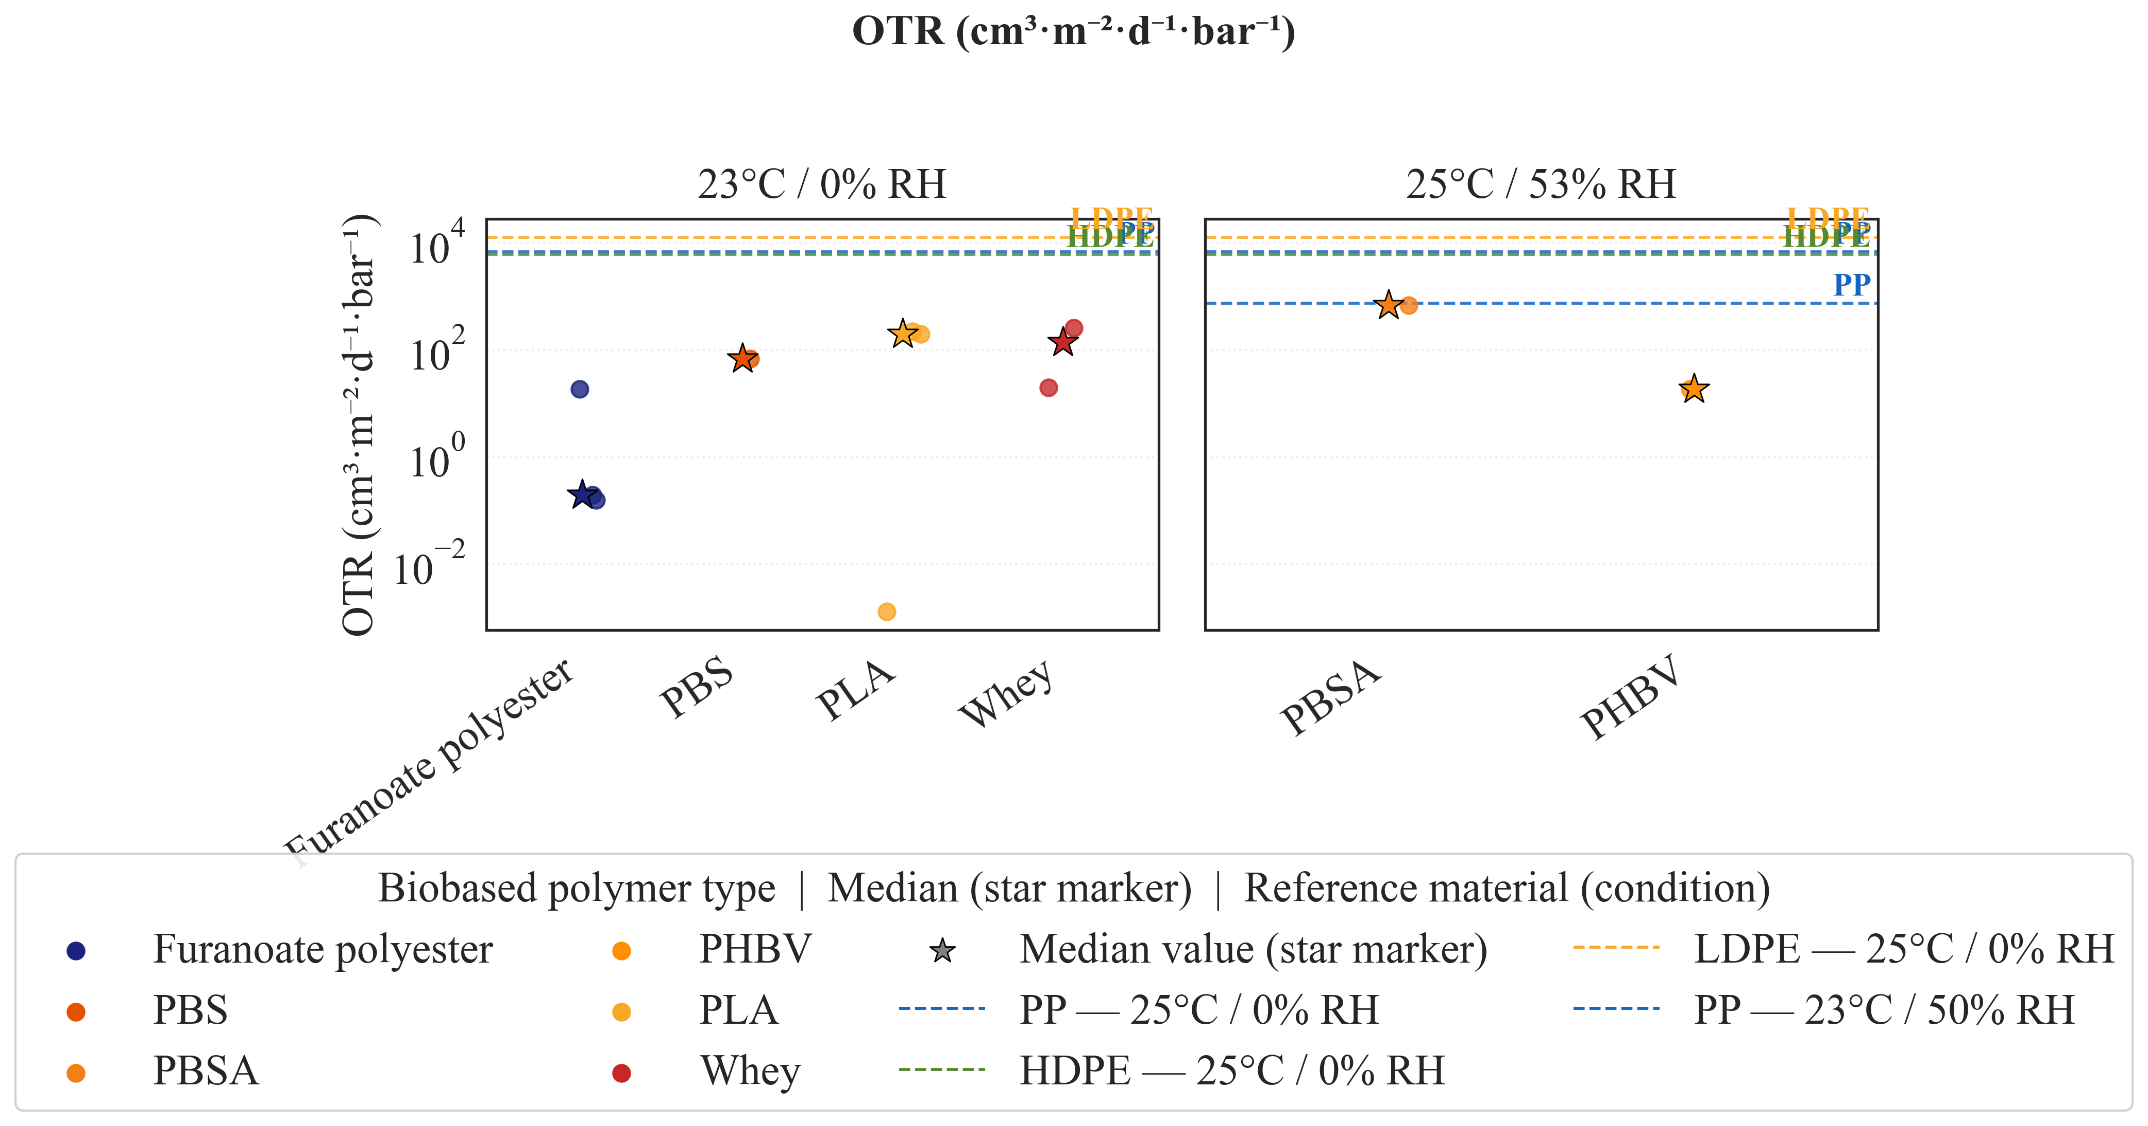 OTR (cm³·m⁻²·d⁻¹·bar⁻¹)
23°C / 0% RH
25°C / 53% RH
OTR (cm³·m⁻²·d⁻¹·bar⁻¹)
10⁴
10²
10⁰
10⁻²
LDPE
PP
HDPE
LDPE
PP
HDPE
PP
Furanoate polyester
PBS
PLA
Whey
PBSA
PHBV
Biobased polymer type | Median (star marker) | Reference material (condition)
Furanoate polyester
PBS
PBSA
PHBV
PLA
Whey
Median value (star marker)
PP — 25°C / 0% RH
HDPE — 25°C / 0% RH
LDPE — 25°C / 0% RH
PP — 23°C / 50% RH